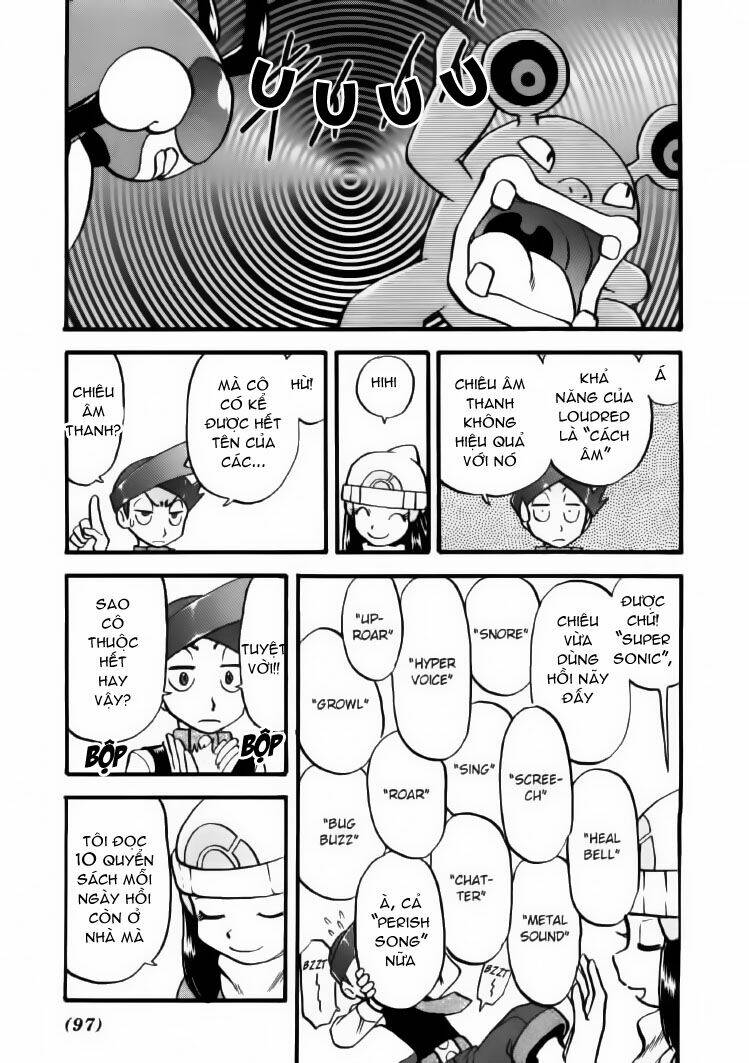 U U U U
Á
KHẢ
NĂNG CỦA
LOUDRED
LÀ "CÁCH
ÂM"
CHIÊU ÂM
THANH
KHÔNG
HIỆU QUẢ
VỚI NÓ
HIHI
HỪ!
MÀ CÔ
CÓ KỂ
ĐƯỢC HẾT
TÊN CỦA
CÁC...
CHIÊU
ÂM
THANH?
ĐƯỢC
CHỨ!
"SUPER
SONIC",
CHIÊU
VỪA
DÙNG
HỒI NÃY
ĐẤY
"SNORE"
"UP-
ROAR"
"HYPER
VOICE"
"GROWL"
"SCREE-
CH"
"SING"
"ROAR"
"BUG
BUZZ"
"HEAL
BELL"
"METAL
SOUND"
"CHAT-
TER"
À, CẢ
"PERISH
SONG"
NỮA
BZZT
BZZT
TUYỆT
VỜI!!
SAO
CÔ
THUỘC
HẾT
HAY
VẬY?
BỘP
BỘP
TÔI ĐỌC
10 QUYỂN
SÁCH MỖI
NGÀY HỒI
CÒN Ở
NHÀ MÀ
(97)